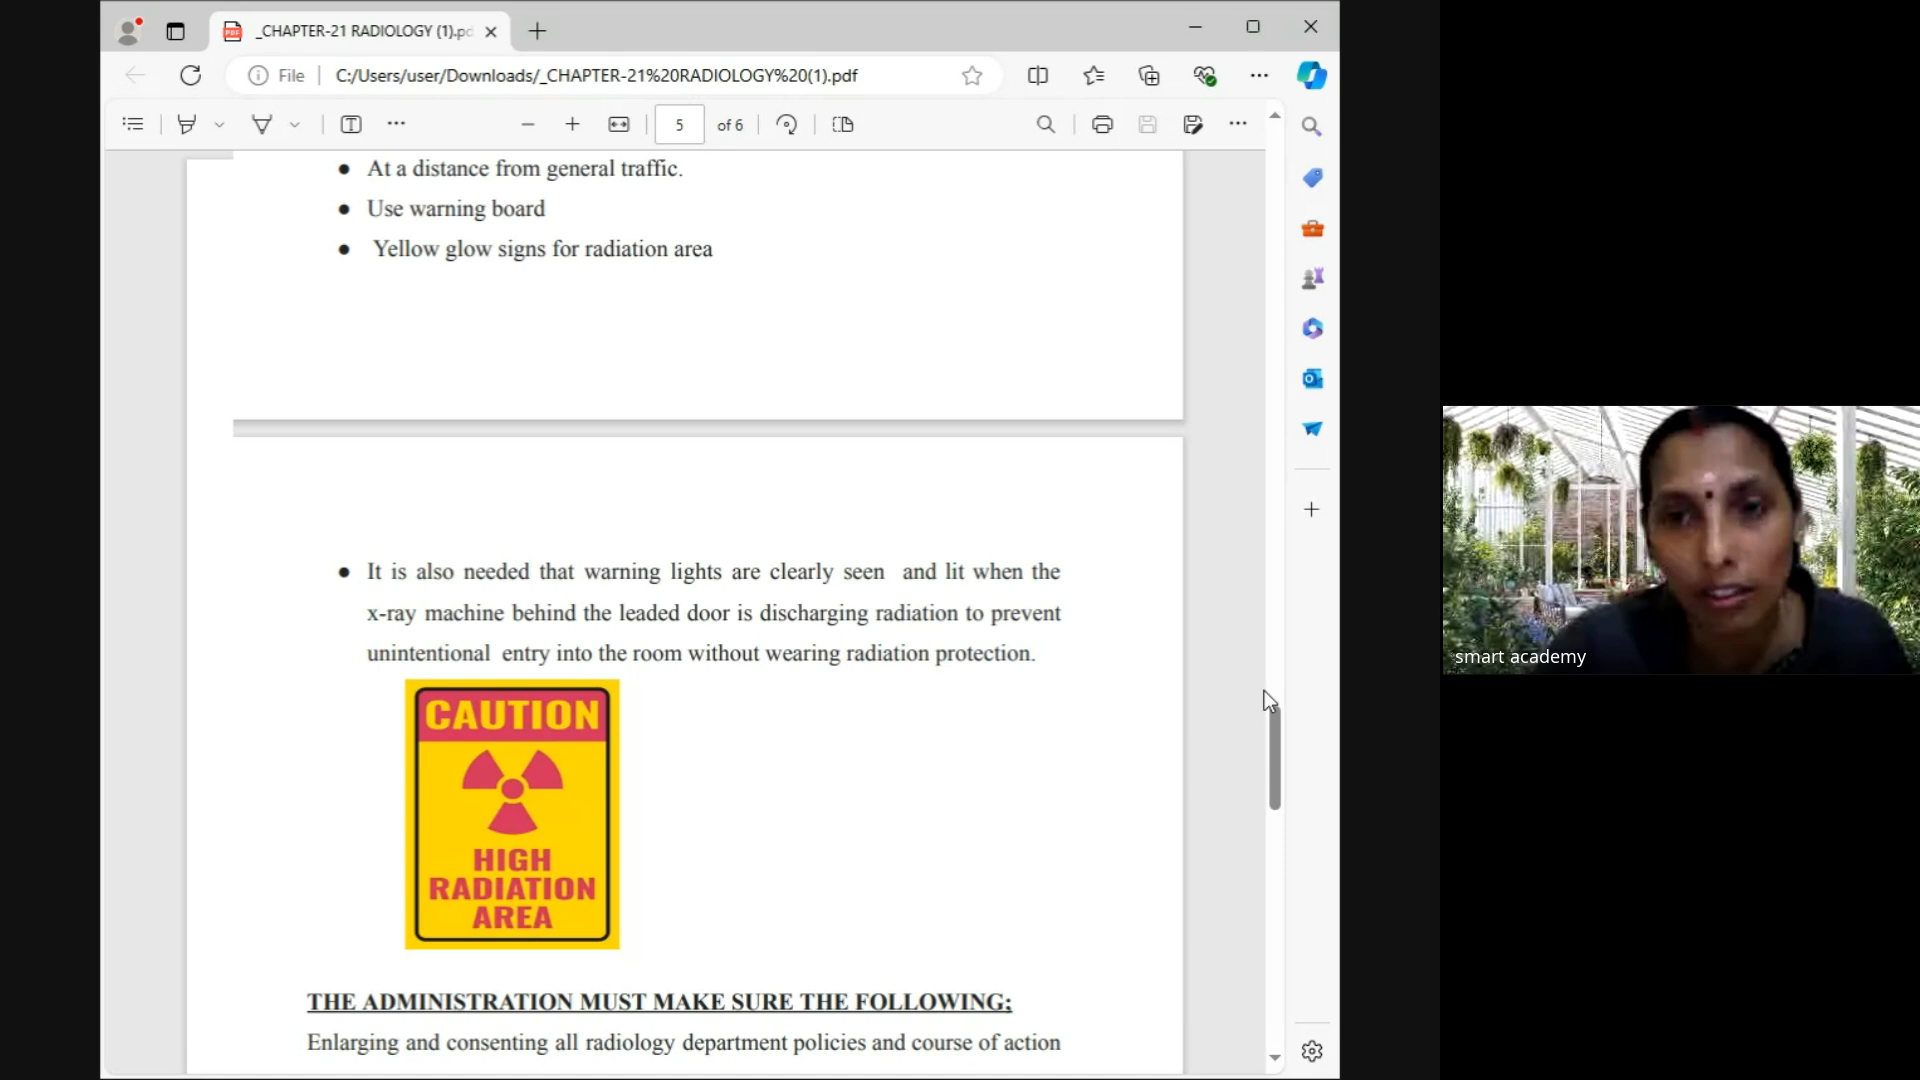 _CHAPTER-21 RADIOLOGY (1).pd
File
C:/Users/user/Downloads/_CHAPTER-21%20RADIOLOGY%20(1).pdf
5 of 6
● At a distance from general traffic.
● Use warning board
● Yellow glow signs for radiation area
● It is also needed that warning lights are clearly seen and lit when the
x-ray machine behind the leaded door is discharging radiation to prevent
unintentional entry into the room without wearing radiation protection.
CAUTION
HIGH
RADIATION
AREA
THE ADMINISTRATION MUST MAKE SURE THE FOLLOWING;
Enlarging and consenting all radiology department policies and course of action
smart academy